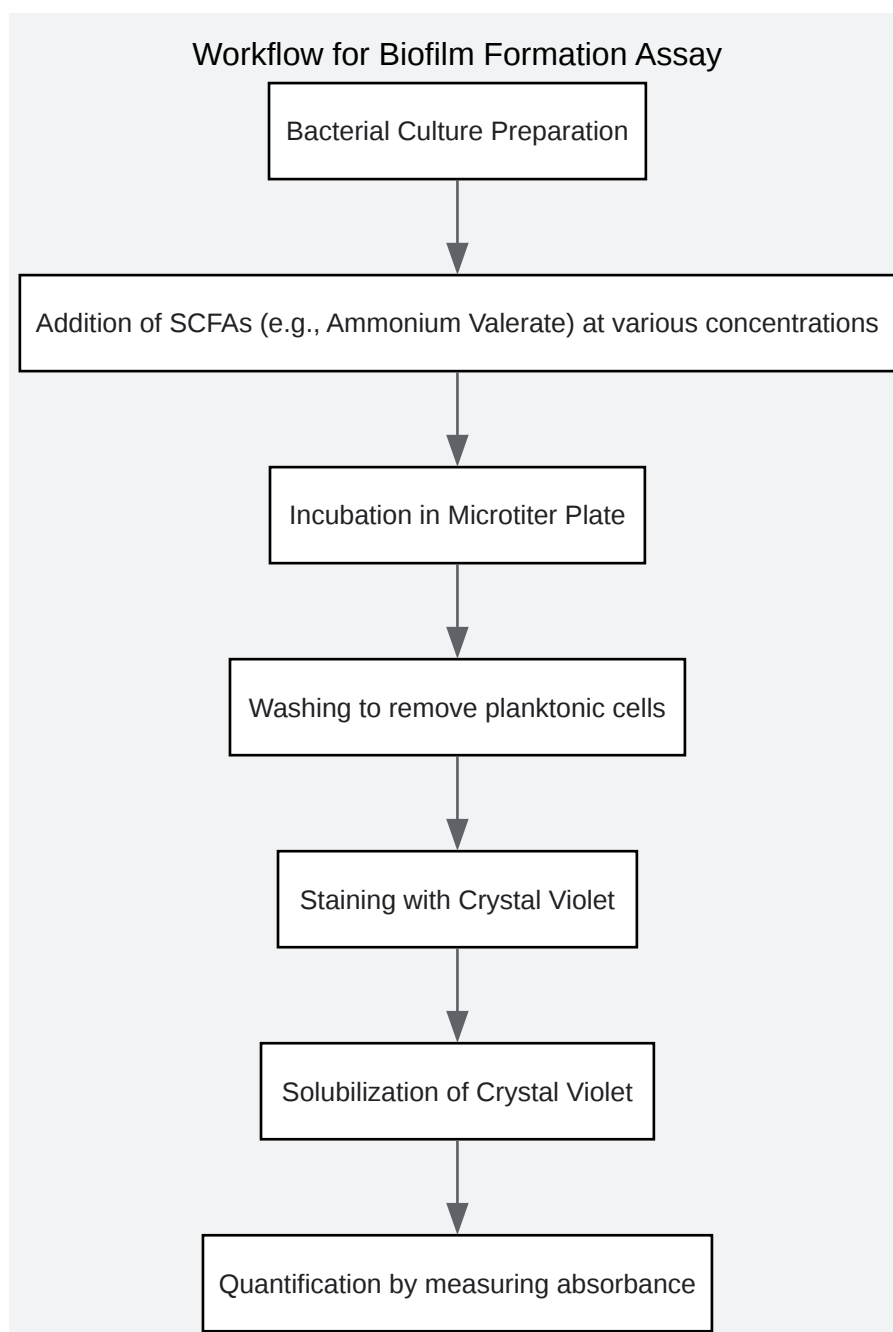 Workflow for Biofilm Formation Assay
Bacterial Culture Preparation
Addition of SCFAs (e.g., Ammonium Valerate) at various concentrations
Incubation in Microtiter Plate
Washing to remove planktonic cells
Staining with Crystal Violet
Solubilization of Crystal Violet
Quantification by measuring absorbance